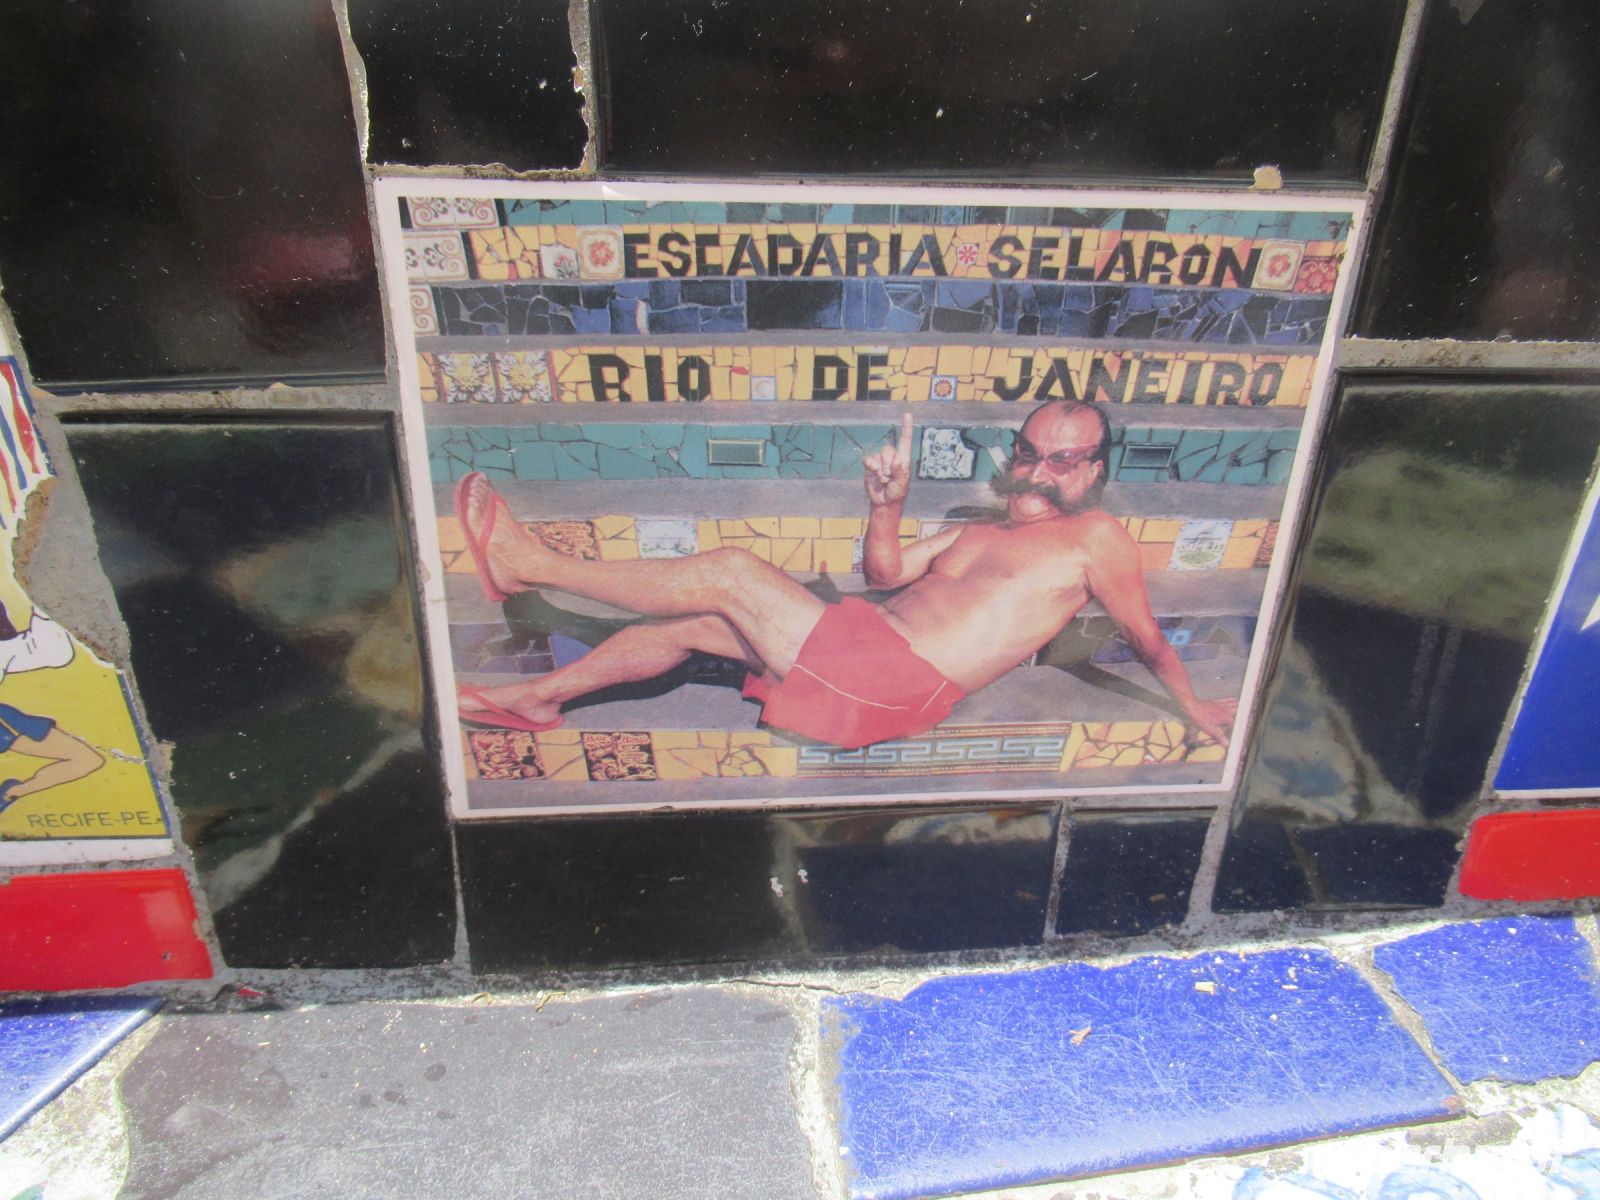 ESCADARIA SELARON
RIO DE JANEIRO
RECIFE-PE.